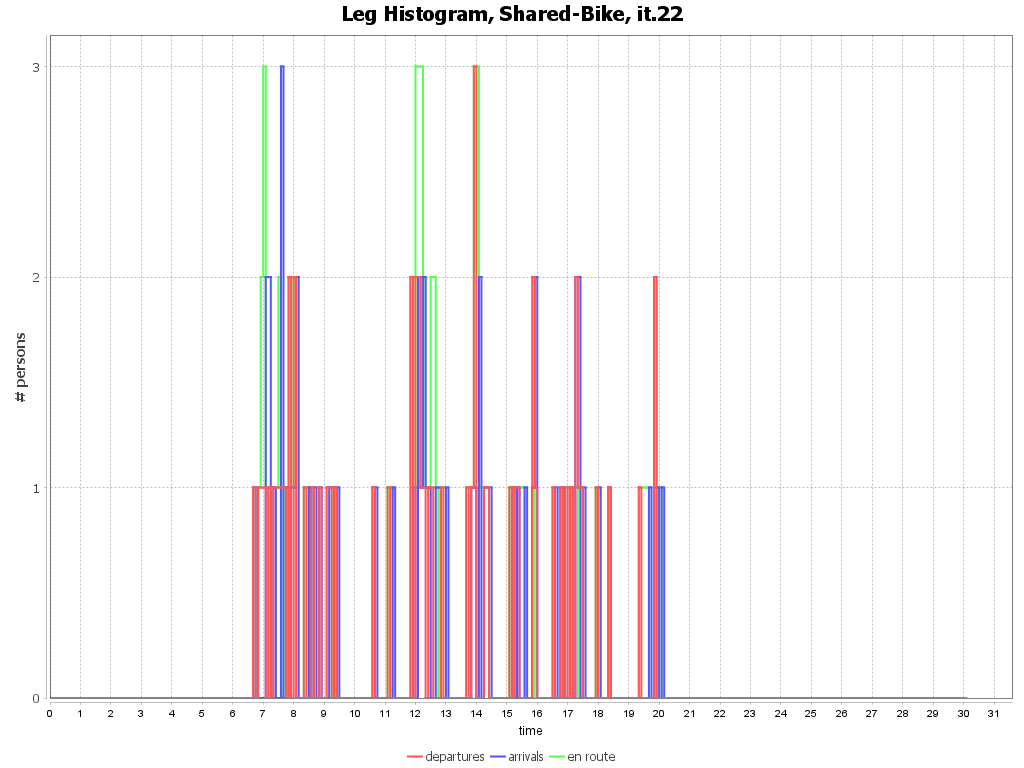 Leg Histogram, Shared-Bike, it.22
# persons
3
2
1
0
0 1 2 3 4 5 6 7 8 9 10 11 12 13 14 15 16 17 18 19 20 21 22 23 24 25 26 27 28 29 30 31
time
departures arrivals en route